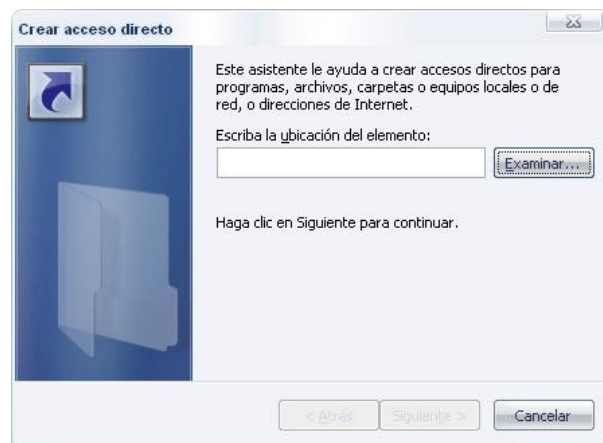 Crear acceso directo
Este asistente le ayuda a crear accesos directos para
programas, archivos, carpetas o equipos locales o de
red, o direcciones de Internet.
Escriba la ubicación del elemento:
Examinar...
Haga clic en Siguiente para continuar.
< Atrás
Siguiente >
Cancelar